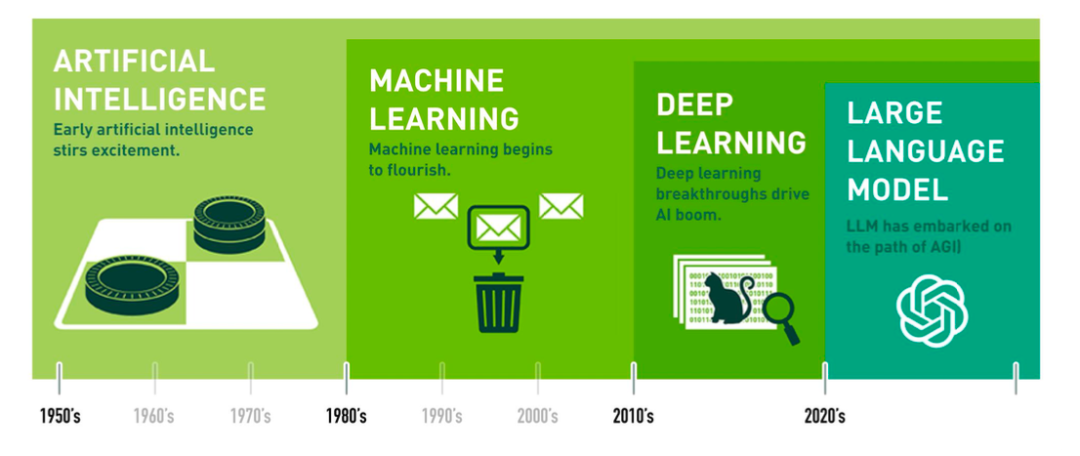 ARTIFICIAL
INTELLIGENCE
Early artificial intelligence
stirs excitement.
MACHINE
LEARNING
Machine learning begins
to flourish.
DEEP
LEARNING
Deep learning
breakthroughs drive
AI boom.
LARGE
LANGUAGE
MODEL
LLM has embarked on
the path of AGI)
1950's
1960's
1970's
1980's
1990's
2000's
2010's
2020's